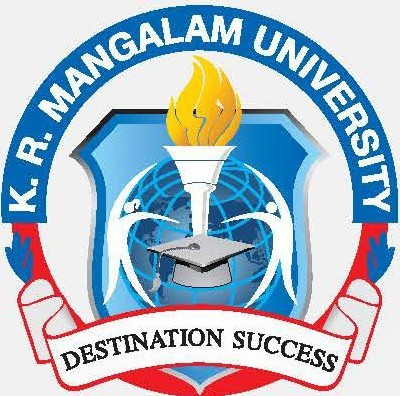 K. R. MANGALAM UNIVERSITY
DESTINATION SUCCESS